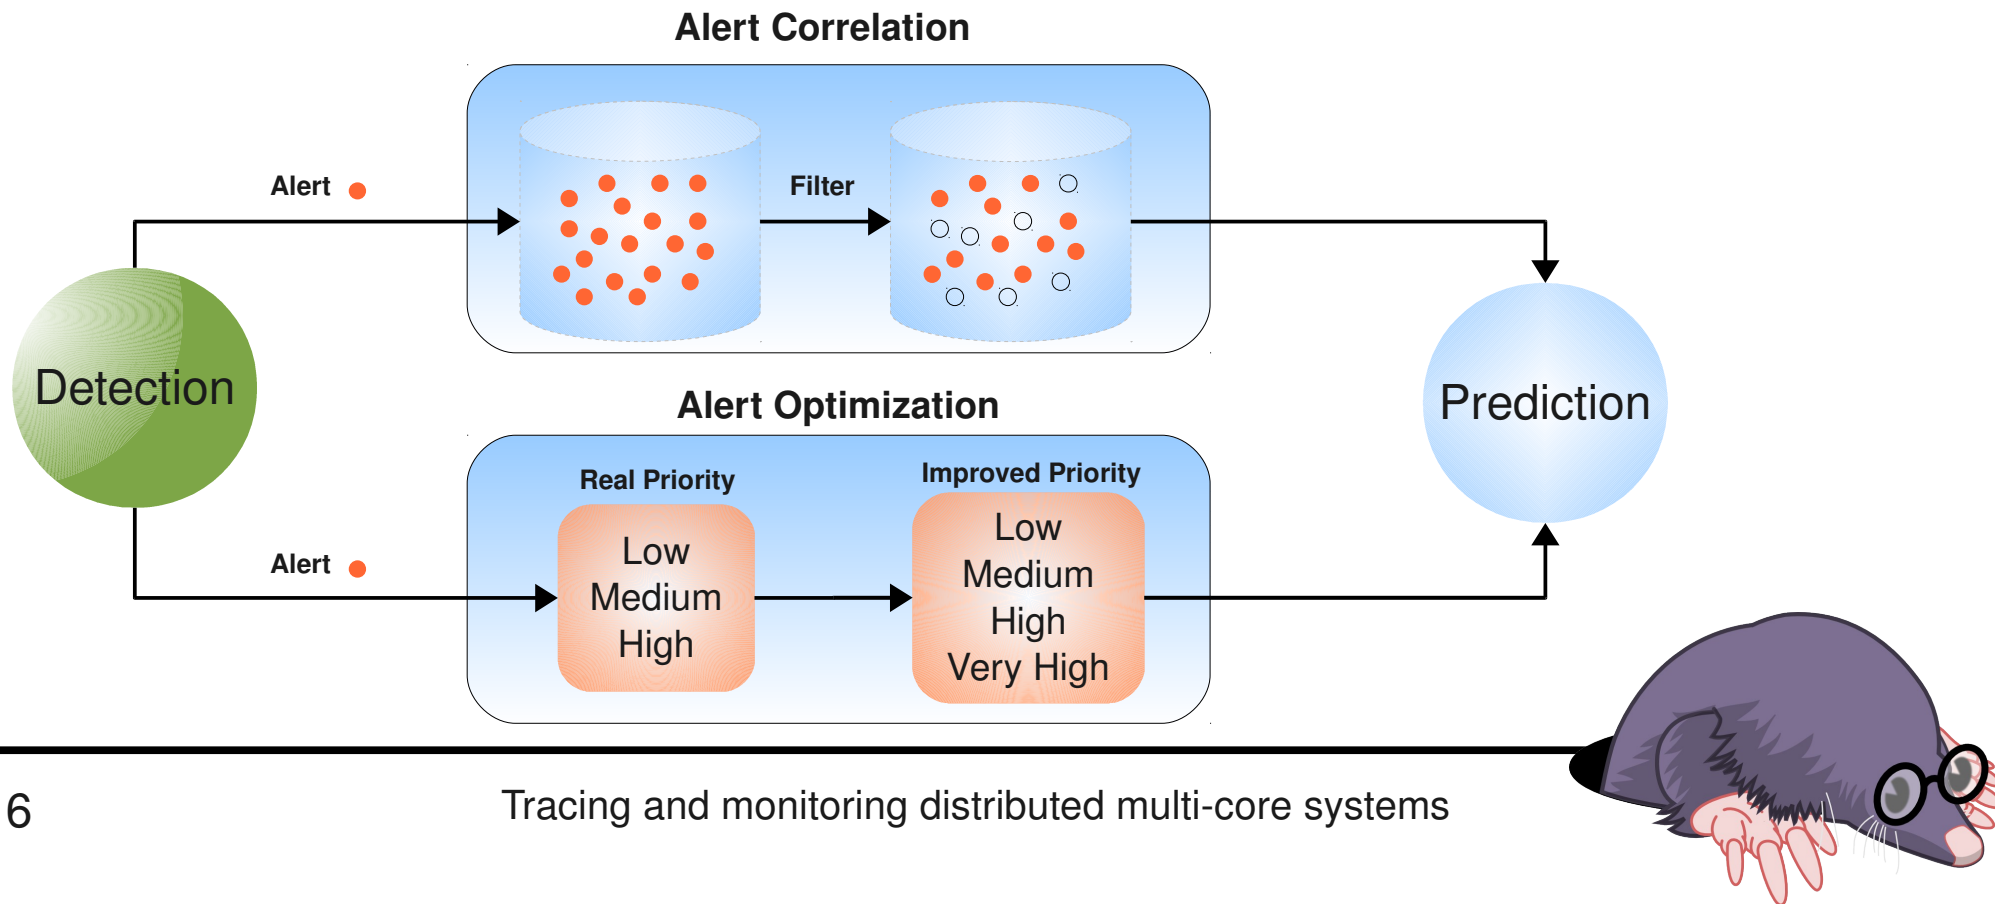 Alert Correlation
Alert
Filter
Detection
Prediction
Alert Optimization
Real Priority
Improved Priority
Low
Medium
High
Low
Medium
High
Very High
Alert
6
Tracing and monitoring distributed multi-core systems